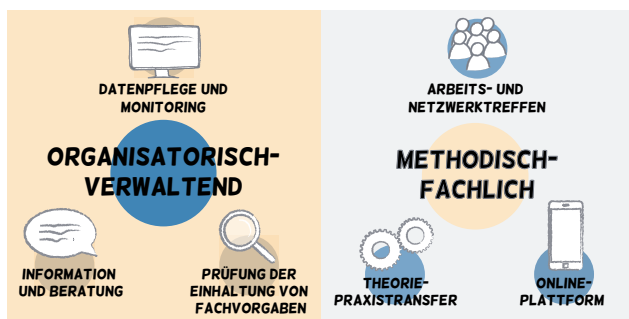 DATENPFLEGE UND
MONITORING
ORGANISATORISCH-
VERWALTEND
INFORMATION
UND BERATUNG
PRÜFUNG DER
EINHALTUNG VON
FACHVORGABEN
ARBEITS- UND
NETZWERKTREFFEN
METHODISCH-
FACHLICH
THEORIE-
PRAXISTRANSFER
ONLINE-
PLATTFORM